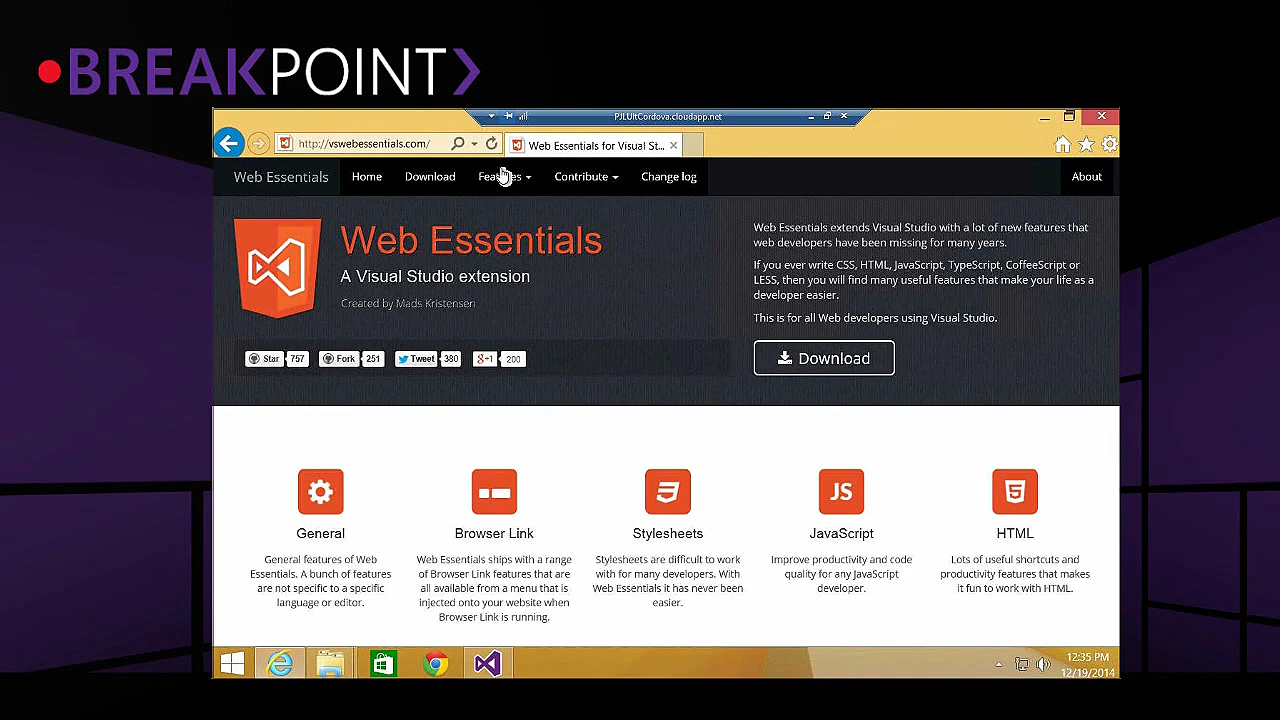 BREAKPOINT
PJLUltCordova.cloudapp.net
http://vswebessentials.com/
Web Essentials for Visual St...
Web Essentials
Home
Download
Features
Contribute
Change log
About
Web Essentials
A Visual Studio extension
Created by Mads Kristensen
Star 757
Fork 251
Tweet 380
g+1 200
Web Essentials extends Visual Studio with a lot of new features that
web developers have been missing for many years.
If you ever write CSS, HTML, JavaScript, TypeScript, CoffeeScript or
LESS, then you will find many useful features that make your life as a
developer easier.
This is for all Web developers using Visual Studio.
Download
General
General features of Web
Essentials. A bunch of features
are not specific to a specific
language or editor.
Browser Link
Web Essentials ships with a range
of Browser Link features that are
all available from a menu that is
injected onto your website when
Browser Link is running.
Stylesheets
Stylesheets are difficult to work
with for many developers. With
Web Essentials it has never been
easier.
JS
JavaScript
Improve productivity and code
quality for any JavaScript
developer.
HTML
Lots of useful shortcuts and
productivity features that makes
it fun to work with HTML.
12:35 PM
12/19/2014